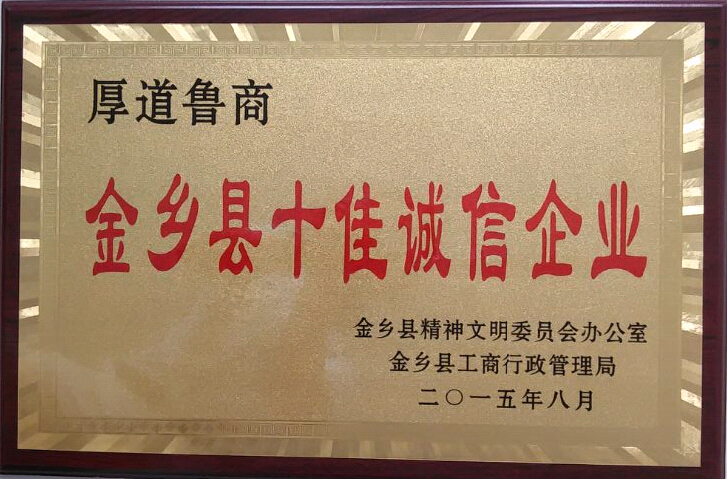 厚道鲁商
金乡县十佳诚信企业
金乡县精神文明委员会办公室
金乡县工商行政管理局
二〇一五年八月